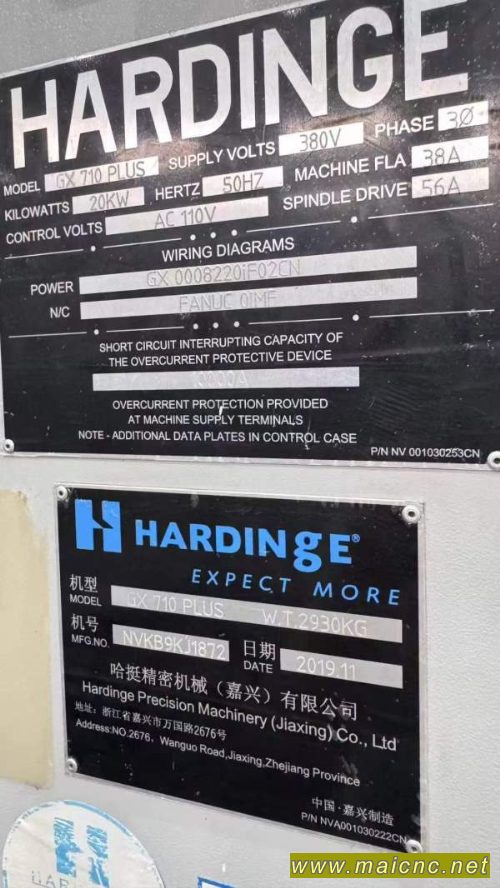 HARDINGE
MODEL GX 710 PLUS SUPPLY VOLTS 380V PHASE 3Ø
KILOWATTS 20KW HERTZ 50HZ MACHINE FLA 38A
CONTROL VOLTS AC 110V SPINDLE DRIVE 56A
WIRING DIAGRAMS
POWER GX 0008220iF02CN
N/C FANUC 0IMF
SHORT CIRCUIT INTERRUPTING CAPACITY OF
THE OVERCURRENT PROTECTIVE DEVICE
OVERCURRENT PROTECTION PROVIDED
AT MACHINE SUPPLY TERMINALS
NOTE - ADDITIONAL DATA PLATES IN CONTROL CASE
P/N NV 001030253CN
HARDINGE®
EXPECT MORE
机型
MODEL GX 710 PLUS W.T.2930KG
机号 日期
MFG.NO. NVKB9KJ1872 DATE 2019.11
哈挺精密机械（嘉兴）有限公司
Hardinge Precision Machinery (Jiaxing) Co., Ltd
地址: 浙江省嘉兴市万国路2676号
Address:NO.2676, Wanguo Road,Jiaxing,Zhejiang Province
中国·嘉兴制造
P/N NVA001030222CN
www.maicnc.net